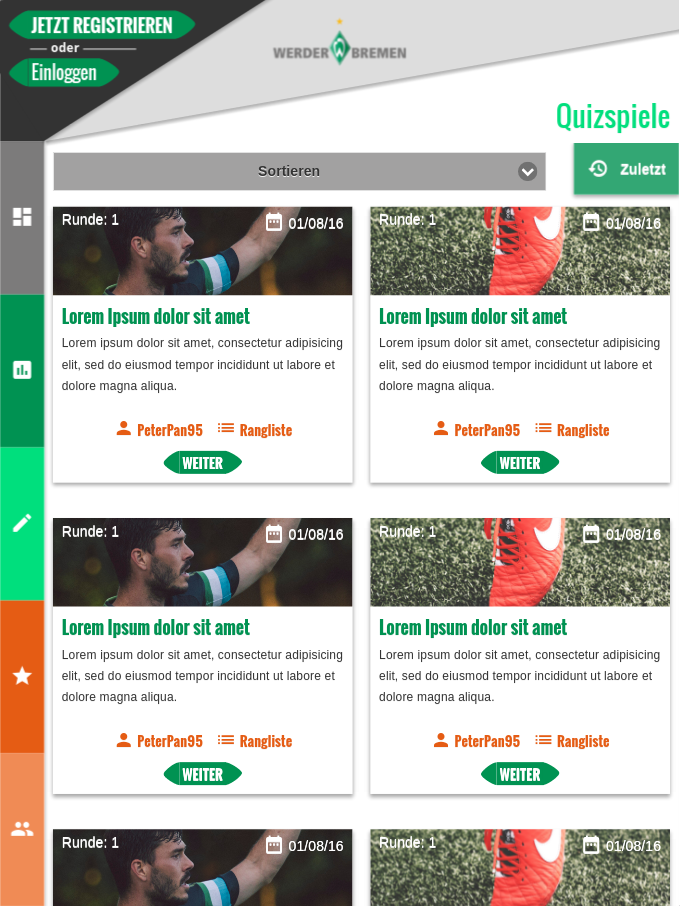 JETZT REGISTRIEREN
oder
Einloggen
WERDER BREMEN
Quizspiele
Sortieren
Zuletzt
Runde: 1 01/08/16
Lorem Ipsum dolor sit amet
Lorem ipsum dolor sit amet, consectetur adipisicing
elit, sed do eiusmod tempor incididunt ut labore et
dolore magna aliqua.
PeterPan95 Rangliste
WEITER
Runde: 1 01/08/16
Lorem Ipsum dolor sit amet
Lorem ipsum dolor sit amet, consectetur adipisicing
elit, sed do eiusmod tempor incididunt ut labore et
dolore magna aliqua.
PeterPan95 Rangliste
WEITER
Runde: 1 01/08/16
Lorem Ipsum dolor sit amet
Lorem ipsum dolor sit amet, consectetur adipisicing
elit, sed do eiusmod tempor incididunt ut labore et
dolore magna aliqua.
PeterPan95 Rangliste
WEITER
Runde: 1 01/08/16
Lorem Ipsum dolor sit amet
Lorem ipsum dolor sit amet, consectetur adipisicing
elit, sed do eiusmod tempor incididunt ut labore et
dolore magna aliqua.
PeterPan95 Rangliste
WEITER
Runde: 1 01/08/16
Runde: 1 01/08/16